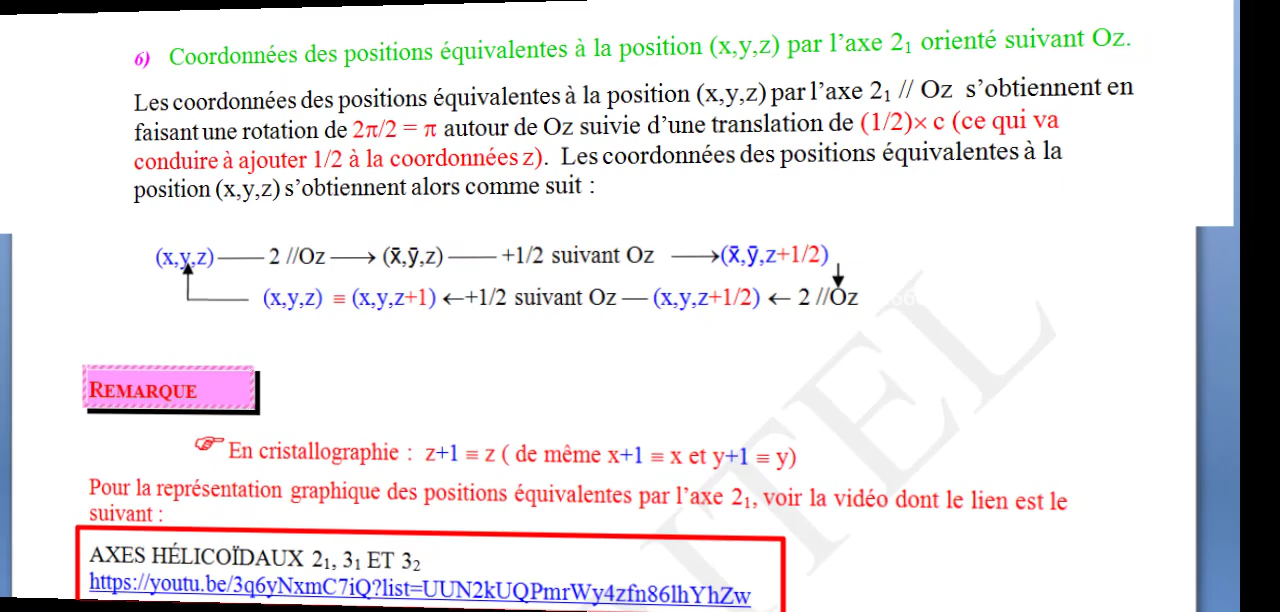 6) Coordonnées des positions équivalentes à la position (x,y,z) par l'axe 2₁ orienté suivant Oz.
Les coordonnées des positions équivalentes à la position (x,y,z) par l'axe 2₁ // Oz s'obtiennent en
faisant une rotation de 2π/2 = π autour de Oz suivie d'une translation de (1/2)× c (ce qui va
conduire à ajouter 1/2 à la coordonnées z). Les coordonnées des positions équivalentes à la
position (x,y,z) s'obtiennent alors comme suit :
(x,y,z) —— 2 //Oz ——→ (x̄,ȳ,z) —— +1/2 suivant Oz ——→(x̄,ȳ,z+1/2)
(x,y,z) ≡ (x,y,z+1) ←+1/2 suivant Oz — (x,y,z+1/2) ← 2 //Oz
REMARQUE
☞ En cristallographie : z+1 ≡ z ( de même x+1 ≡ x et y+1 ≡ y)
Pour la représentation graphique des positions équivalentes par l'axe 2₁, voir la vidéo dont le lien est le
suivant :
AXES HÉLICOÏDAUX 2₁, 3₁ ET 3₂
https://youtu.be/3q6yNxmC7iQ?list=UUN2kUQPmrWy4zfn86lhYhZw